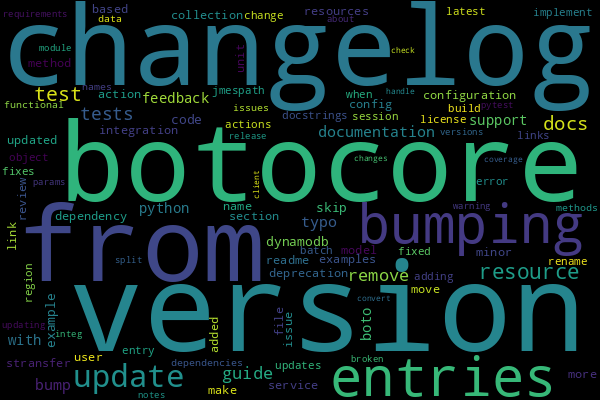 requirements
based
data
collection
change
resources
about
latest
implement
changelog
module
method
names
action
unit
jmespath
when
check
handle
test
feedback
config
configuration
functional
issues
docstrings
session
build
pytest
tests
code
actions
license
support
docs
updated
integration
documentation
release
versions
links
botocore
object
fixes
changes
coverage
error
params
review
client
methods
dependency
python
name
skip
bumping
from
section
typo
warning
link
dynamodb
batch
model
fixed
minor
rename
split
readme
examples
deprecation
remove
adding
resource
region
move
convert
version
updating
integ
example
added
file
issue
boto
with
user
entry
dependencies
updates
broken
stransfer
update
guide
service
entries
more
bump
notes
make